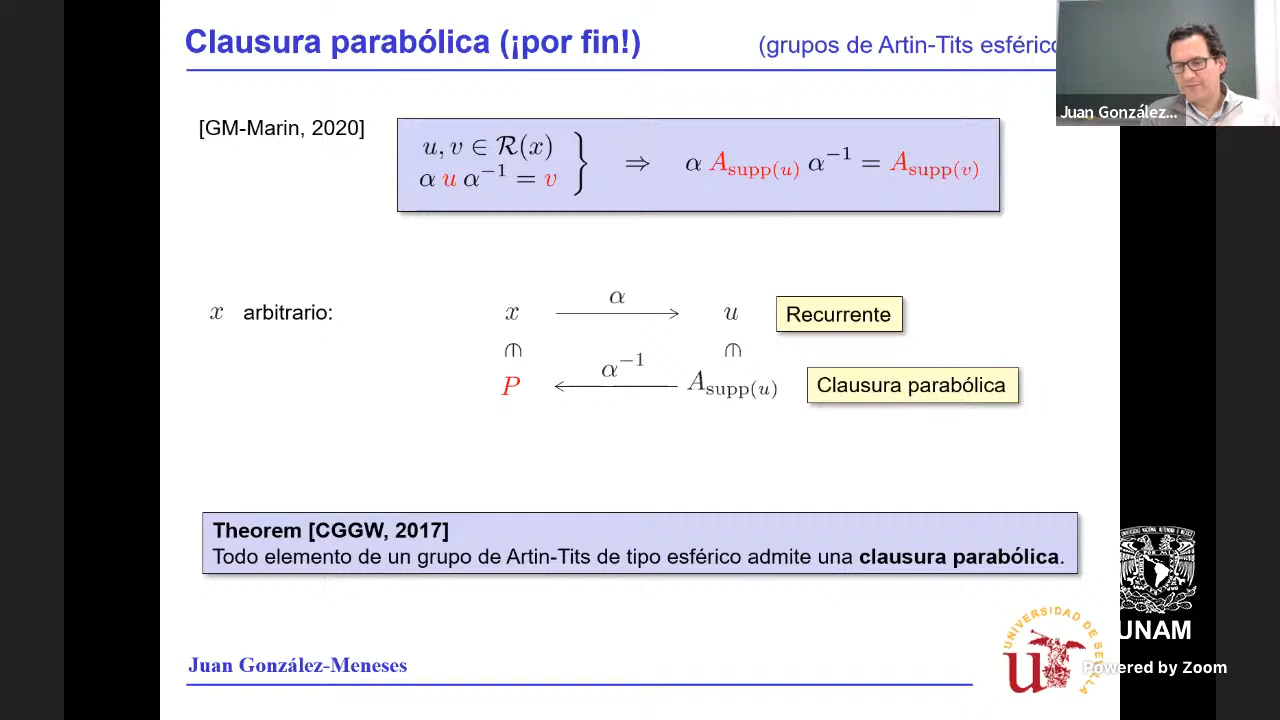 Clausura parabólica (¡por fin!)
(grupos de Artin-Tits esférico
Juan González...
[GM-Marin, 2020]
u, v ∈ R(x)
α u α⁻¹ = v } ⇒ α A_supp(u) α⁻¹ = A_supp(v)
x arbitrario:
x α→ u Recurrente
∈ ∈
P ←α⁻¹ A_supp(u) Clausura parabólica
Theorem [CGGW, 2017]
Todo elemento de un grupo de Artin-Tits de tipo esférico admite una clausura parabólica.
Juan González-Meneses
UNIVERSIDAD DE SEVILLA
UNAM
Powered by Zoom